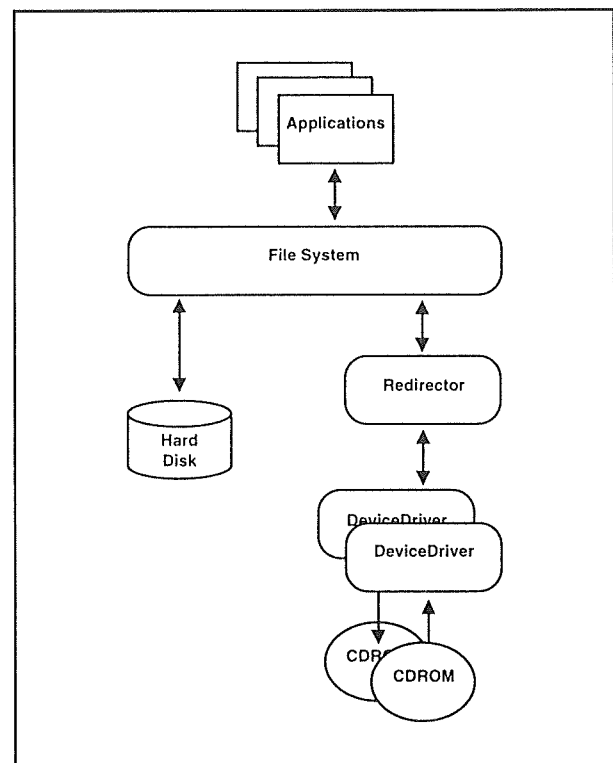 Applications
File System
Redirector
Hard
Disk
DeviceDriver
DeviceDriver
CDROM